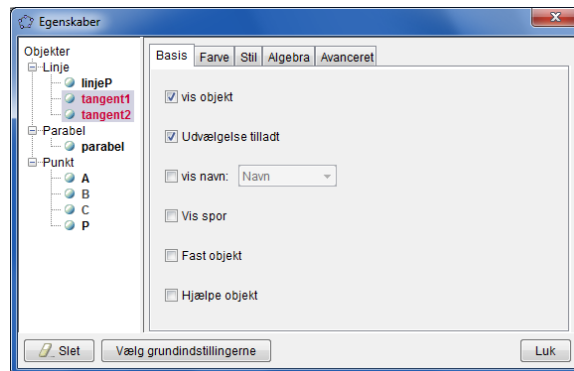 Egenskaber
Objekter
Linje
linjeP
tangent1
tangent2
Parabel
parabel
Punkt
A
B
C
P
Basis Farve Stil Algebra Avanceret
vis objekt
Udvælgelse tilladt
vis navn: Navn
Vis spor
Fast objekt
Hjælpe objekt
Slet Vælg grundindstillingerne Luk